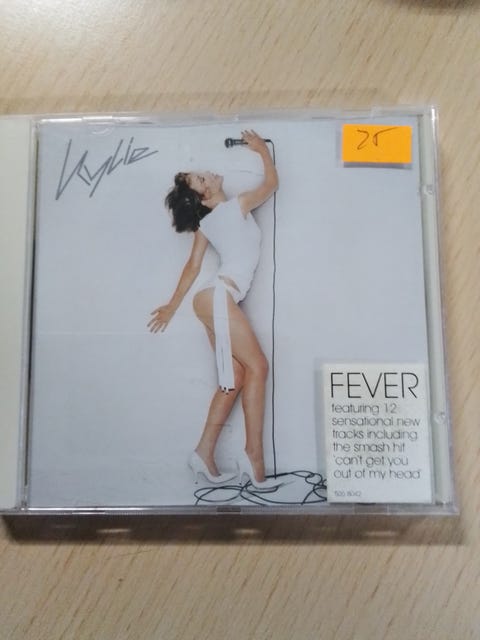 Kylie
25
FEVER
featuring 12
sensational new
tracks including
the smash hit
'can't get you
out of my head'